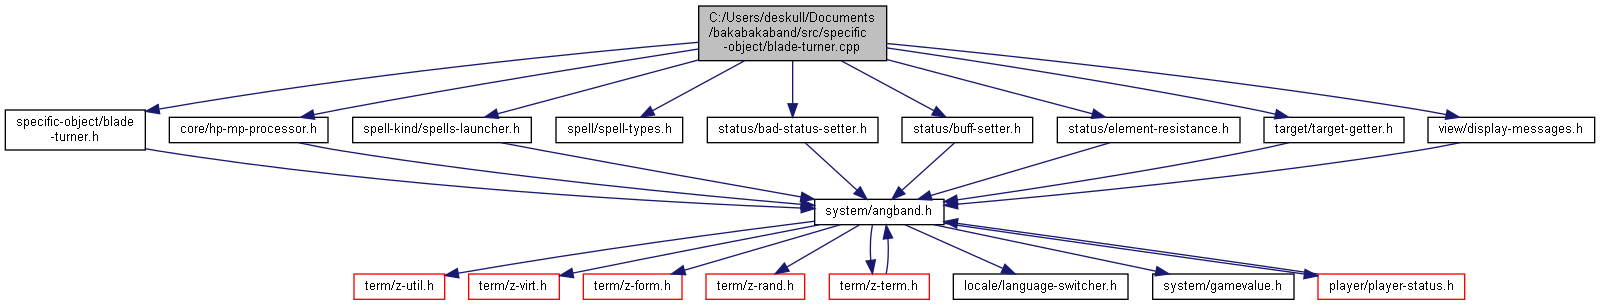 C:/Users/deskull/Documents
/bakabakaband/src/specific
-object/blade-turner.cpp
specific-object/blade
-turner.h
core/hp-mp-processor.h
spell-kind/spells-launcher.h
spell/spell-types.h
status/bad-status-setter.h
status/buff-setter.h
status/element-resistance.h
target/target-getter.h
view/display-messages.h
system/angband.h
term/z-util.h
term/z-virt.h
term/z-form.h
term/z-rand.h
term/z-term.h
locale/language-switcher.h
system/gamevalue.h
player/player-status.h